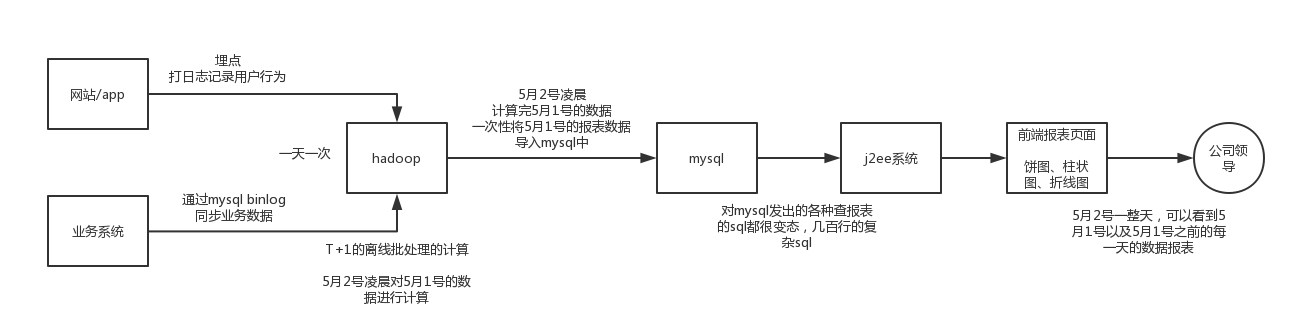 埋点
打日志记录用户行为
网站/app
5月2号凌晨
计算完5月1号的数据
一次性将5月1号的报表数据
导入mysql中
一天一次
hadoop
mysql
j2ee系统
前端报表页面
饼图、柱状
图、折线图
公司领
导
通过mysql binlog
同步业务数据
业务系统
T+1的离线批处理的计算
5月2号凌晨对5月1号的数
据进行计算
对mysql发出的各种查报表
的sql都很变态，几百行的复
杂sql
5月2号一整天，可以看到5
月1号以及5月1号之前的每
一天的数据报表